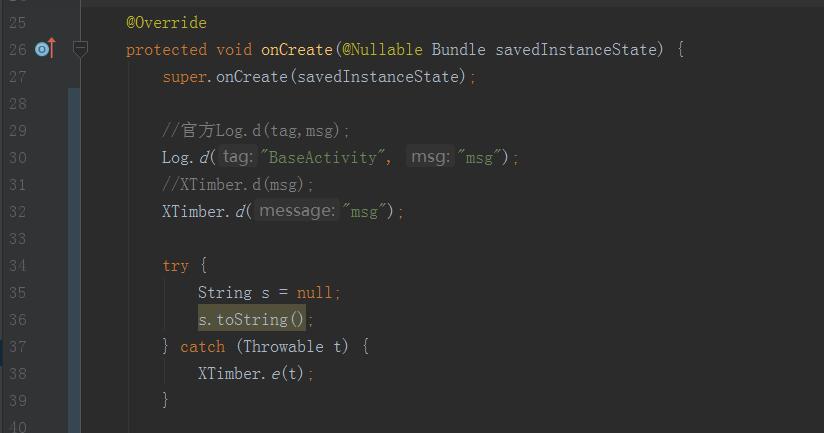 25 @Override
26 protected void onCreate(@Nullable Bundle savedInstanceState) {
27 super.onCreate(savedInstanceState);
28
29 //官方Log.d(tag,msg);
30 Log.d( tag: "BaseActivity", msg: "msg");
31 //XTimber.d(msg);
32 XTimber.d( message: "msg");
33
34 try {
35 String s = null;
36 s.toString();
37 } catch (Throwable t) {
38 XTimber.e(t);
39 }
40